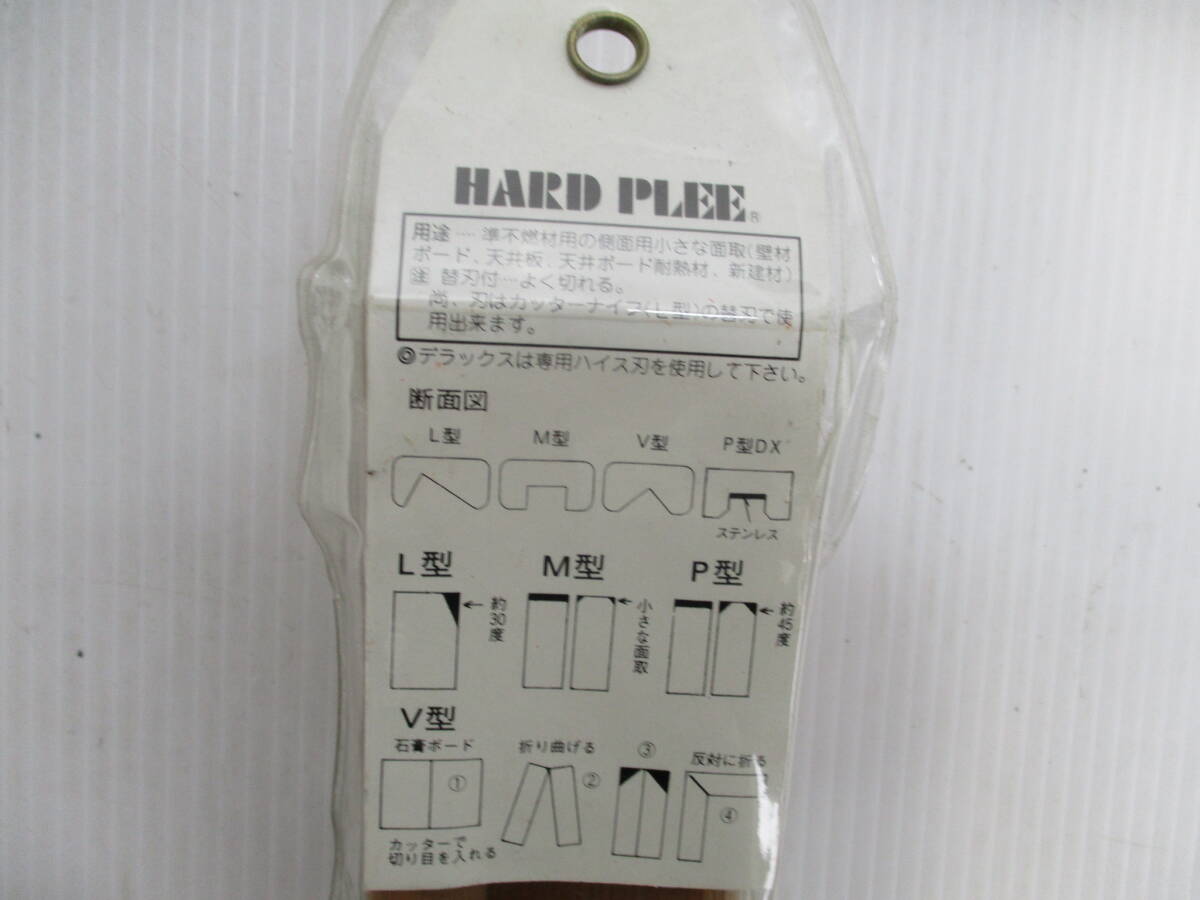 HARD PLEE®
用途…準不燃材用の側面用小さな面取(壁材
ボード、天井板、天井ボード耐熱材、新建材)
㊟ 替刃付…よく切れる。
尚、刃はカッターナイフ(L型)の替刃で使
用出来ます。
◎デラックスは専用ハイス刃を使用して下さい。
断面図
L型 M型 V型 P型DX
ステンレス
L型 M型 P型
約30度
小さな面取
約45度
V型
石膏ボード 折り曲げる ③ 反対に折る
① ② ④
カッターで
切り目を入れる